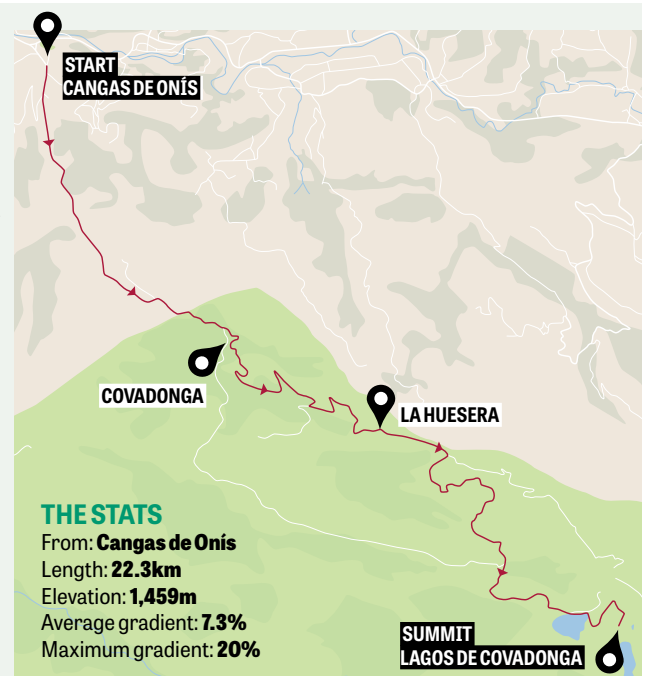 START
CANGAS DE ONÍS
COVADONGA
LA HUESERA
THE STATS
From: Cangas de Onís
Length: 22.3km
Elevation: 1,459m
Average gradient: 7.3%
Maximum gradient: 20%
SUMMIT
LAGOS DE COVADONGA